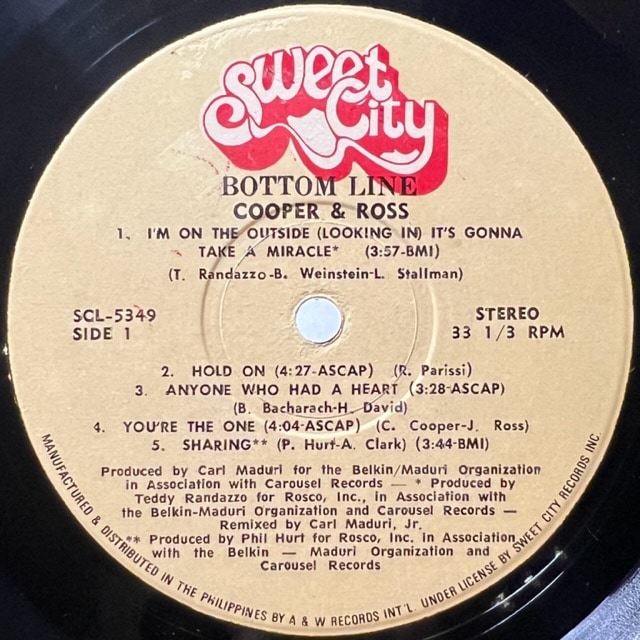 Sweet
City
BOTTOM LINE
COOPER & ROSS
1. I'M ON THE OUTSIDE (LOOKING IN) IT'S GONNA
TAKE A MIRACLE* (3:57-BMI)
(T. Randazzo-B. Weinstein-L. Stallman)
SCL-5349
SIDE 1
STEREO
33 1/3 RPM
2. HOLD ON (4:27-ASCAP) (R. Parissi)
3. ANYONE WHO HAD A HEART (3:28-ASCAP)
(B. Bacharach-H. David)
4. YOU'RE THE ONE (4:04-ASCAP) (C. Cooper-J. Ross)
5. SHARING** (P. Hurt-A. Clark) (3:44-BMI)
Produced by Carl Maduri for the Belkin/Maduri Organization
in Association with Carousel Records — * Produced by
Teddy Randazzo for Rosco, Inc., in Association with
the Belkin-Maduri Organization and Carousel Records —
Remixed by Carl Maduri, Jr.
** Produced by Phil Hurt for Rosco, Inc. in Association
with the Belkin — Maduri Organization and
Carousel Records
MANUFACTURED & DISTRIBUTED IN THE PHILIPPINES BY A & W RECORDS INT'L. UNDER LICENSE BY SWEET CITY RECORDS INC